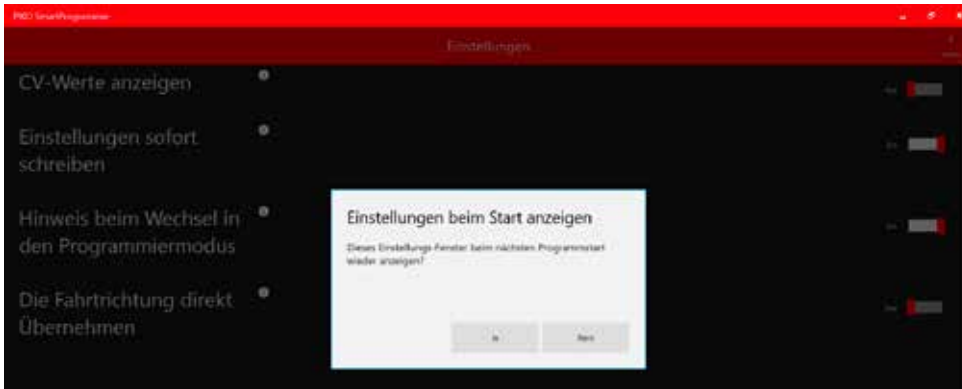 PIKO SmartProgrammer
Einstellungen
CV-Werte anzeigen
Einstellungen sofort
schreiben
Hinweis beim Wechsel in
den Programmiermodus
Die Fahrtrichtung direkt
Übernehmen
Einstellungen beim Start anzeigen
Dieses Einstellungs-Fenster beim nächsten Programmstart
wieder anzeigen?
Ja
Nein